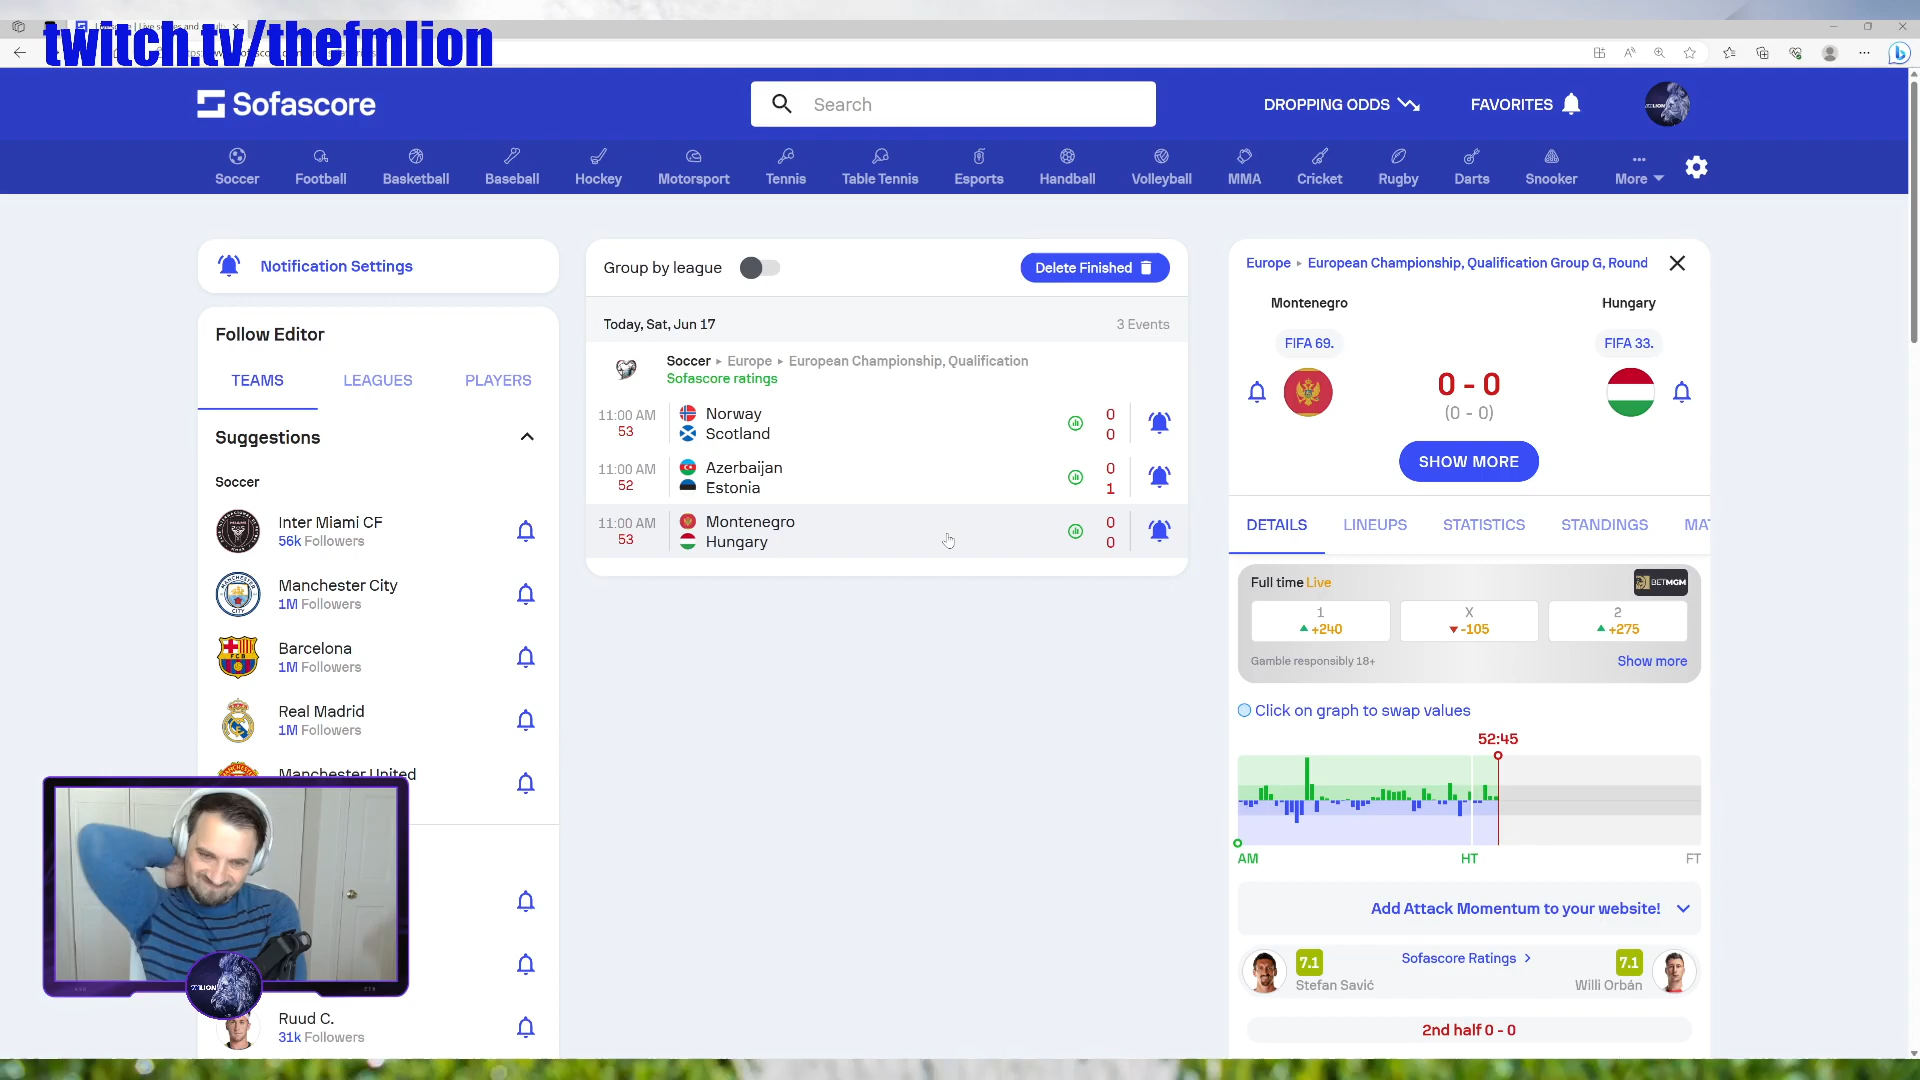 twitch.tv/thefmlion
Sofascore
Search
DROPPING ODDS
FAVORITES
Soccer
Football
Basketball
Baseball
Hockey
Motorsport
Tennis
Table Tennis
Esports
Handball
Volleyball
MMA
Cricket
Rugby
Darts
Snooker
More
Notification Settings
Follow Editor
TEAMS LEAGUES PLAYERS
Suggestions
Soccer
Inter Miami CF
56k Followers
Manchester City
1M Followers
Barcelona
1M Followers
Real Madrid
1M Followers
Manchester United
Ruud C.
31k Followers
Group by league
Delete Finished
Today, Sat, Jun 17 3 Events
Soccer Europe European Championship, Qualification
Sofascore ratings
11:00 AM Norway 0
53 Scotland 0
11:00 AM Azerbaijan 0
52 Estonia 1
11:00 AM Montenegro 0
53 Hungary 0
Europe European Championship, Qualification Group G, Round
Montenegro Hungary
FIFA 69. FIFA 33.
0 - 0
(0 - 0)
SHOW MORE
DETAILS LINEUPS STATISTICS STANDINGS MAT
Full time Live BETMGM
1 X 2
+240 -105 +275
Gamble responsibly 18+ Show more
Click on graph to swap values
52:45
AM HT FT
Add Attack Momentum to your website!
7.1 Sofascore Ratings 7.1
Stefan Savić Willi Orbán
2nd half 0 - 0